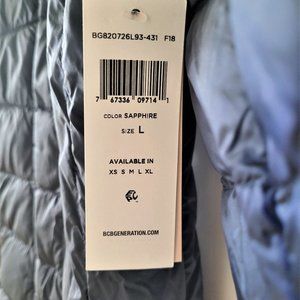 BG820726L93-431 F18
7 67336 09714 1
COLOR SAPPHIRE
SIZE L
AVAILABLE IN
XS S M L XL
BCBGENERATION.COM